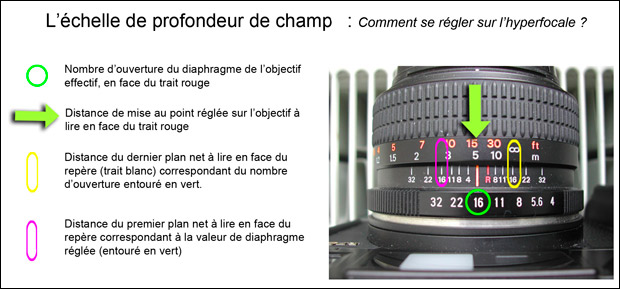 L'échelle de profondeur de champ : Comment se régler sur l'hyperfocale ?
Nombre d'ouverture du diaphragme de l'objectif
effectif, en face du trait rouge
Distance de mise au point réglée sur l'objectif à
lire en face du trait rouge
Distance du dernier plan net à lire en face du
repère (trait blanc) correspondant du nombre
d'ouverture entouré en vert.
Distance du premier plan net à lire en face du
repère correspondant à la valeur de diaphragme
réglée (entouré en vert)
5 7 10 15 30 ∞ ft
1.5 2 3 5 10 m
32 22 16 11 8 4 R 8 11 16 22 32
32 22 16 11 8 5.6 4